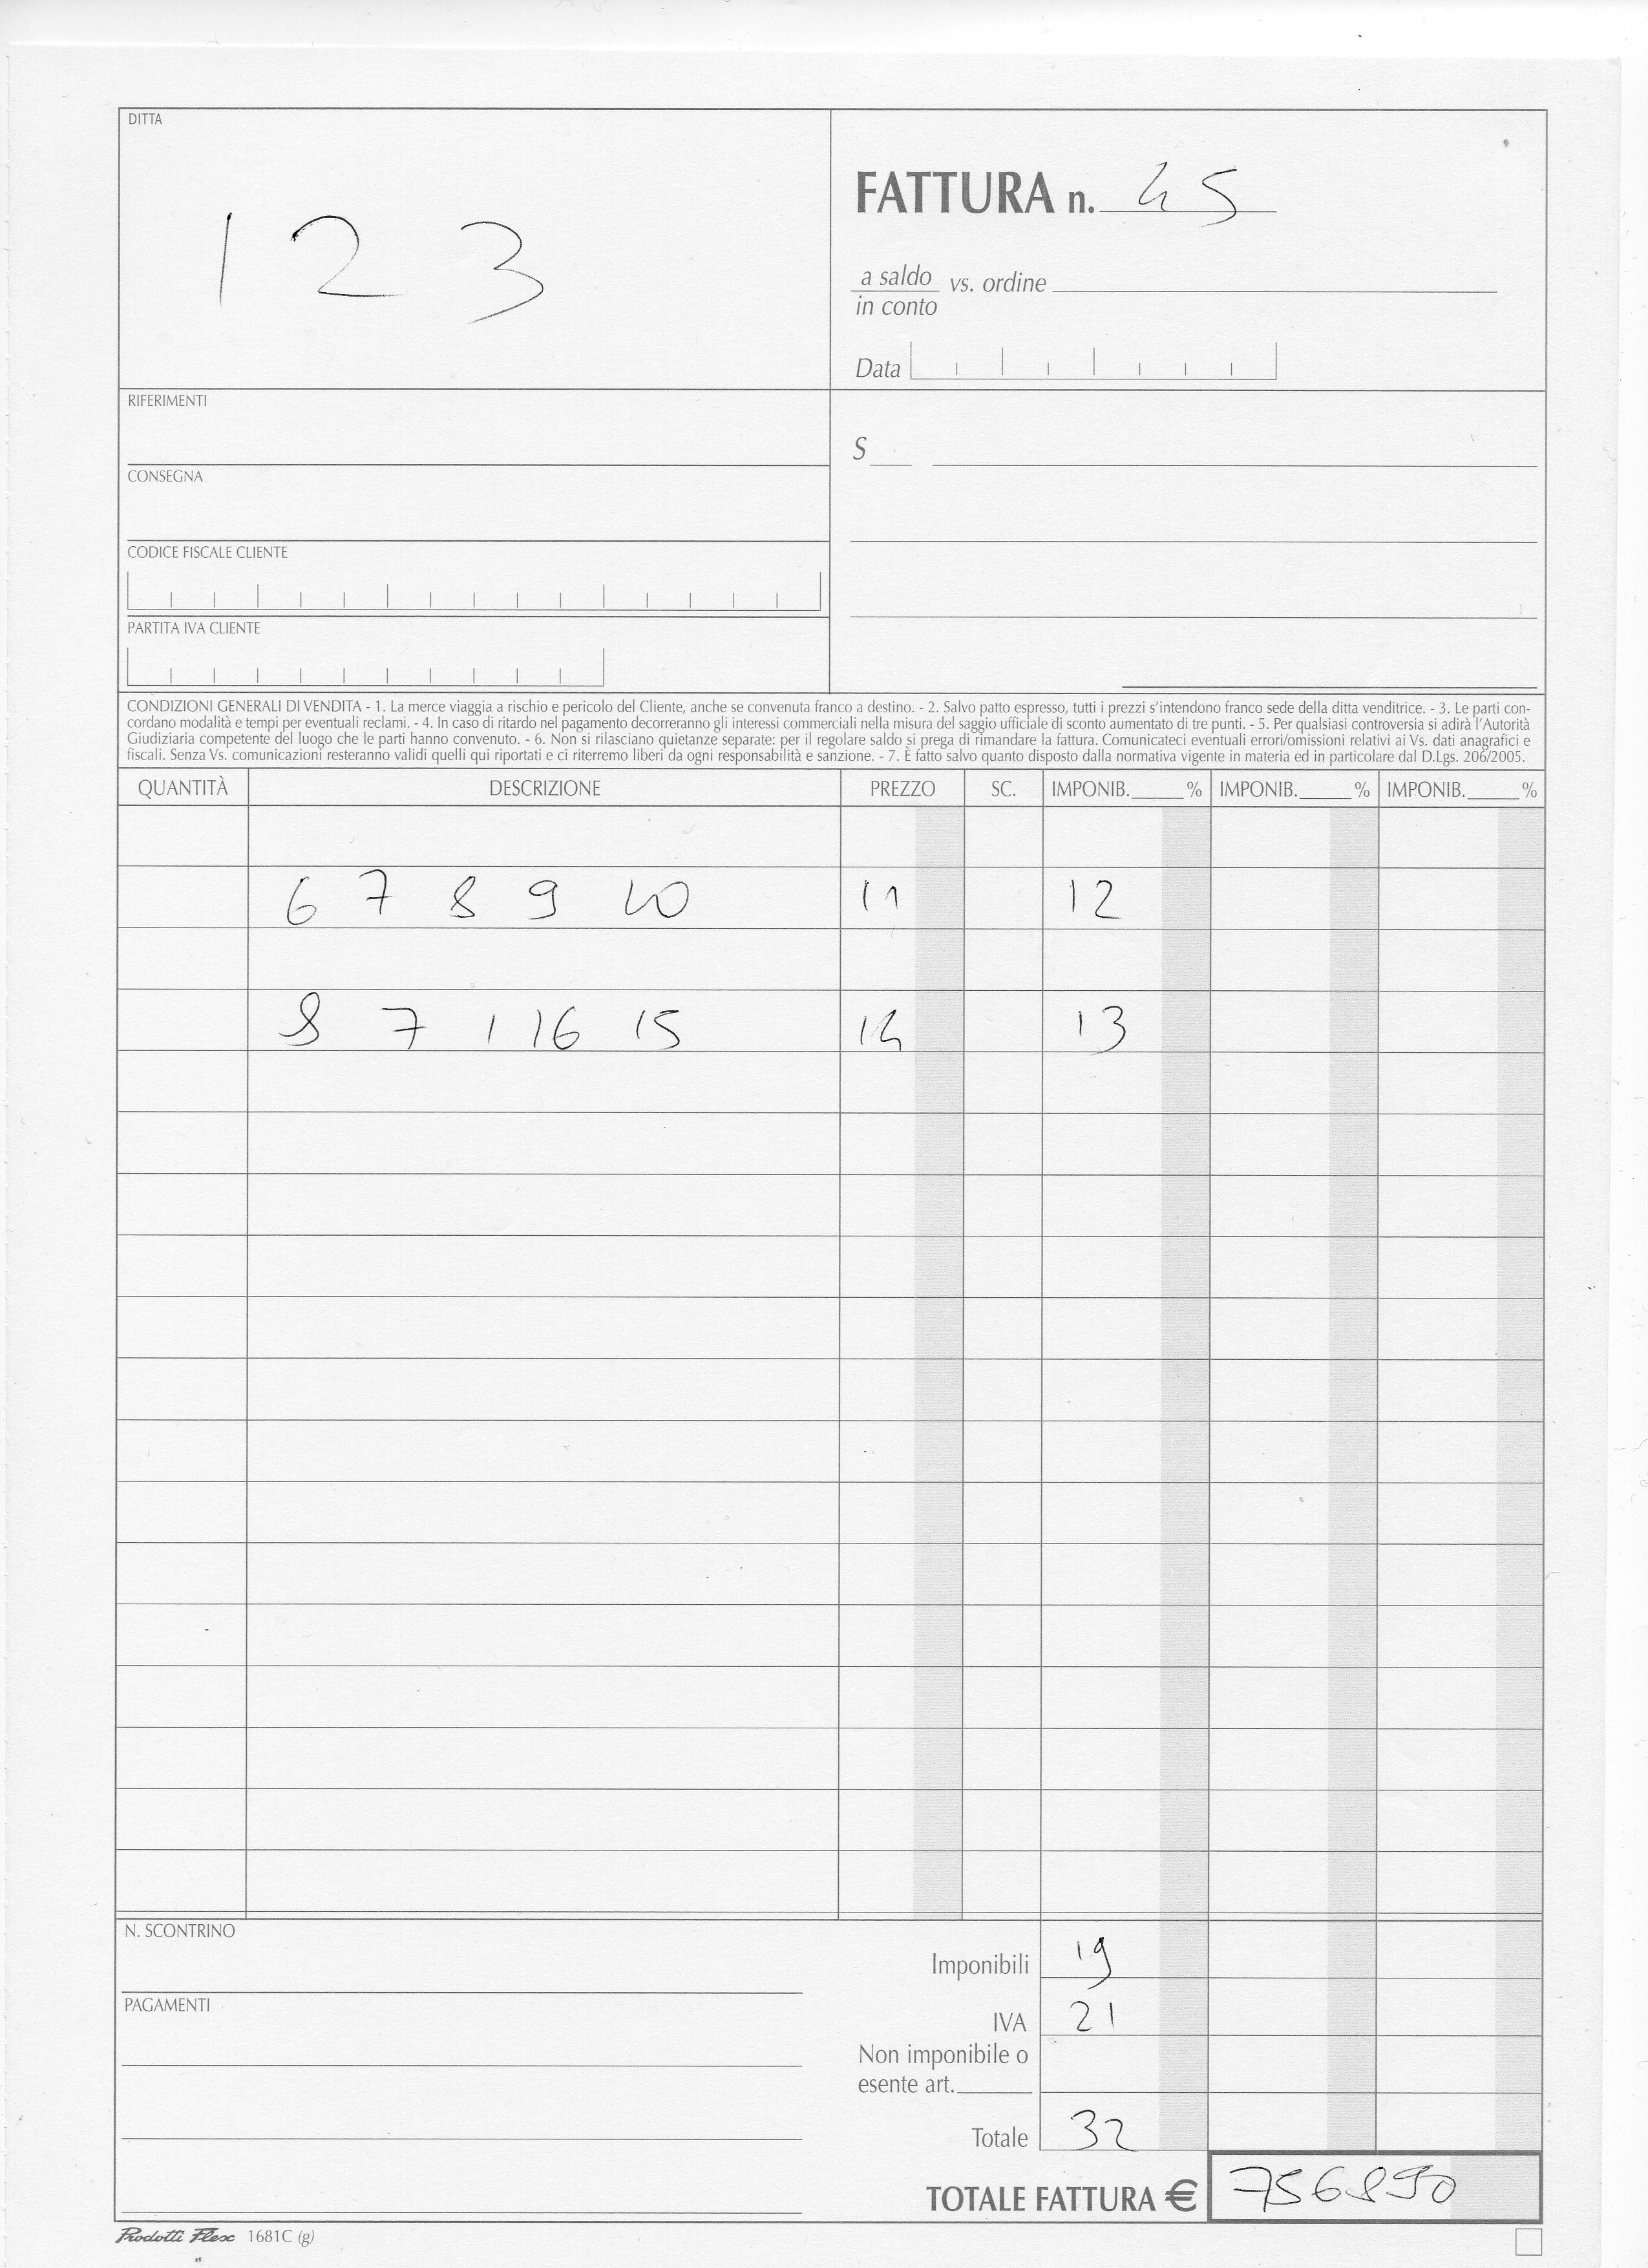 DITTA
1 2 3
FATTURA n. 45
a saldo vs. ordine
in conto
Data
RIFERIMENTI
S
CONSEGNA
CODICE FISCALE CLIENTE
PARTITA IVA CLIENTE
CONDIZIONI GENERALI DI VENDITA - 1. La merce viaggia a rischio e pericolo del Cliente, anche se convenuta franco a destino. - 2. Salvo patto espresso, tutti i prezzi s'intendono franco sede della ditta venditrice. - 3. Le parti con-
cordano modalità e tempi per eventuali reclami. - 4. In caso di ritardo nel pagamento decorreranno gli interessi commerciali nella misura del saggio ufficiale di sconto aumentato di tre punti. - 5. Per qualsiasi controversia si adirà l'Autorità
Giudiziaria competente del luogo che le parti hanno convenuto. - 6. Non si rilasciano quietanze separate: per il regolare saldo si prega di rimandare la fattura. Comunicateci eventuali errori/omissioni relativi ai Vs. dati anagrafici e
fiscali. Senza Vs. comunicazioni resteranno validi quelli qui riportati e ci riterremo liberi da ogni responsabilità e sanzione. - 7. È fatto salvo quanto disposto dalla normativa vigente in materia ed in particolare dal D.Lgs. 206/2005.
QUANTITÀ DESCRIZIONE PREZZO SC. IMPONIB. % IMPONIB. % IMPONIB. %
6 7 8 9 10 11 12
8 7 1 16 15 14 13
N. SCONTRINO
Imponibili 19
PAGAMENTI
IVA 21
Non imponibile o
esente art.
Totale 32
TOTALE FATTURA € 756890
Prodotti Flex 1681C (g)